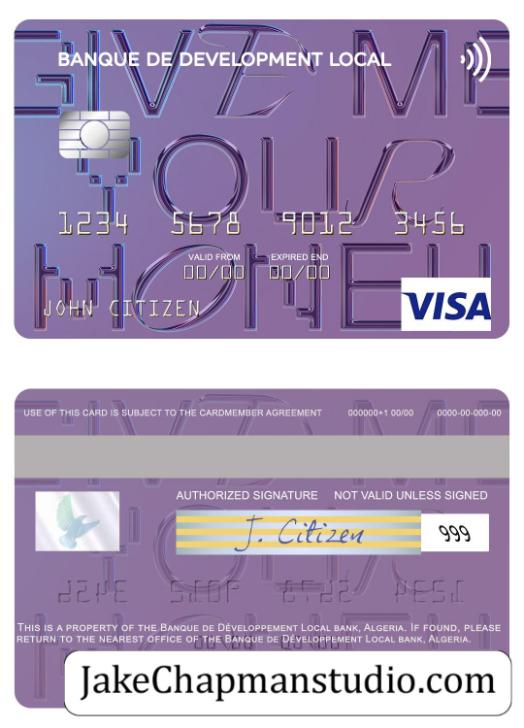 GIVE ME
YOUR
MONEY
BANQUE DE DEVELOPMENT LOCAL
1234 5678 9012 3456
VALID FROM EXPIRED END
00/00 00/00
JOHN CITIZEN
VISA
USE OF THIS CARD IS SUBJECT TO THE CARDMEMBER AGREEMENT 000000+1 00/00 0000-00-000-00
AUTHORIZED SIGNATURE NOT VALID UNLESS SIGNED
J. Citizen
999
THIS IS A PROPERTY OF THE BANQUE DE DÉVELOPPEMENT LOCAL BANK, ALGERIA. IF FOUND, PLEASE
RETURN TO THE NEAREST OFFICE OF THE BANQUE DE DÉVELOPPEMENT LOCAL BANK, ALGERIA.
JakeChapmanstudio.com